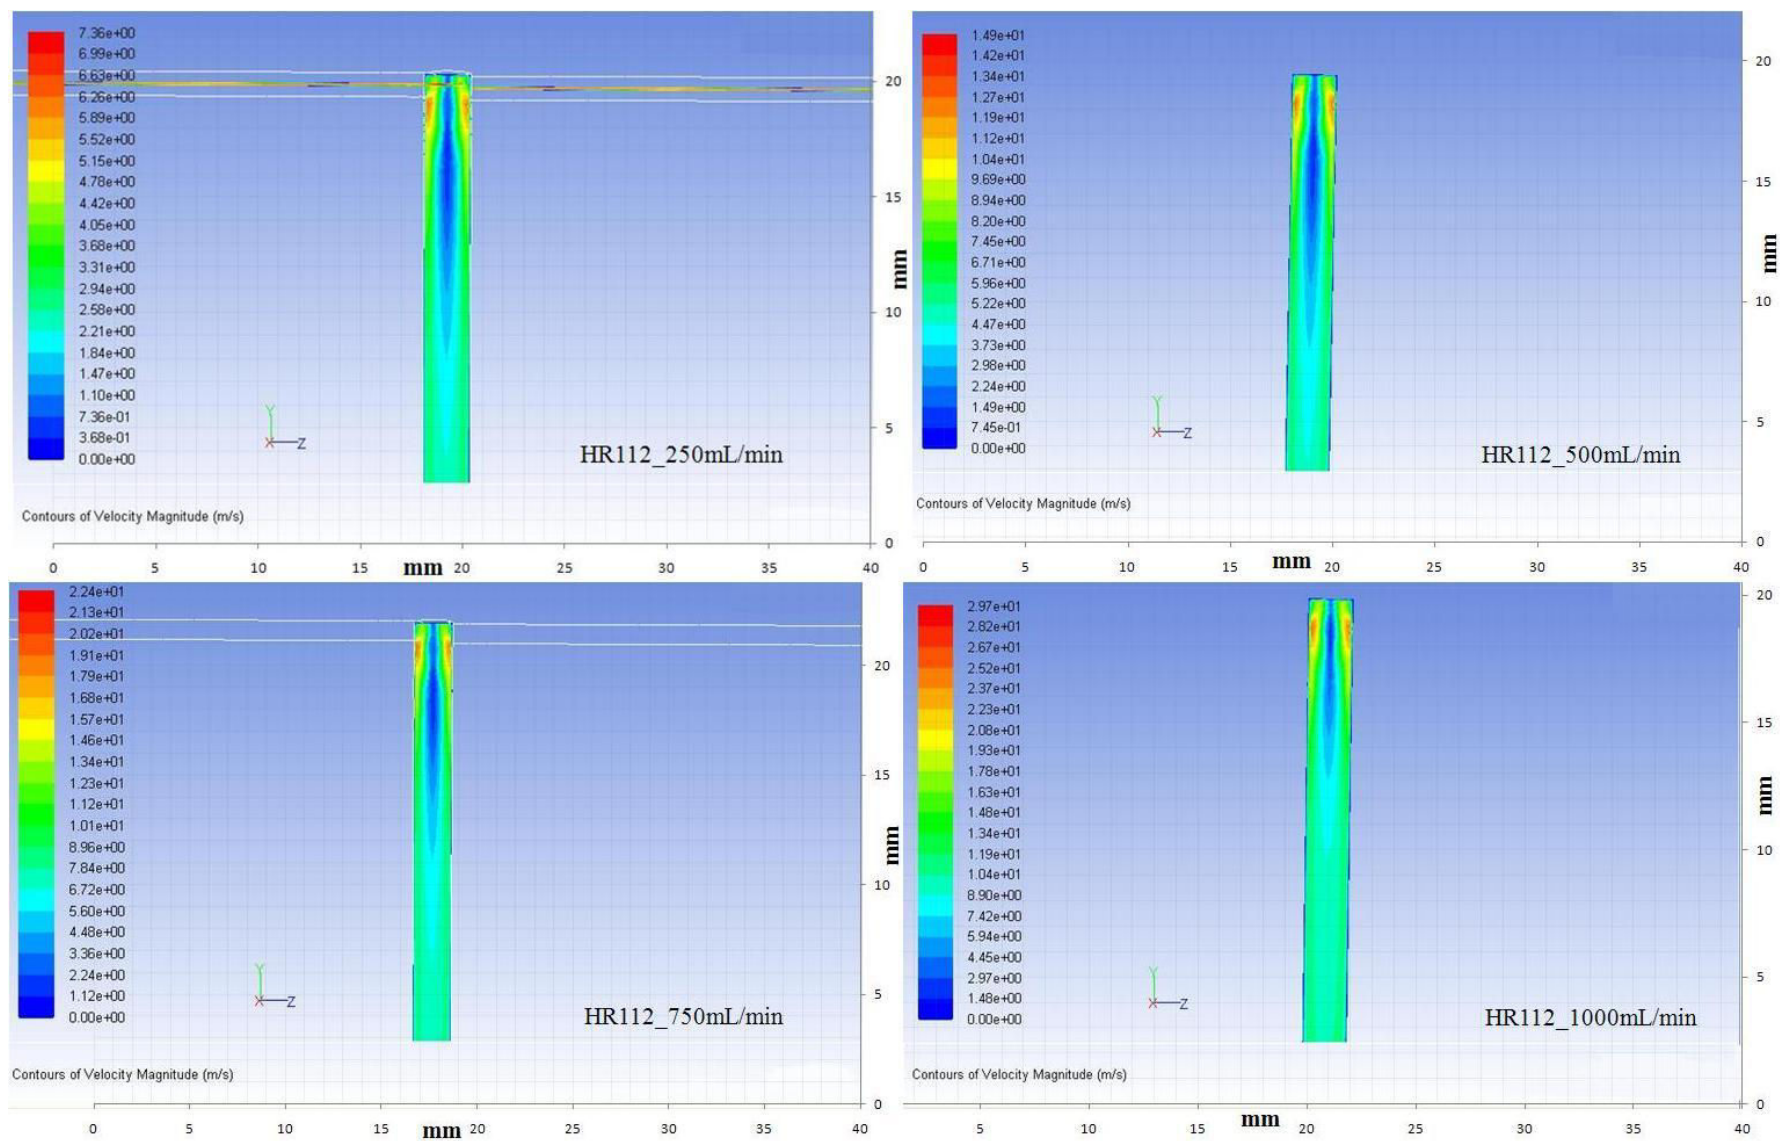 7.36e+00
6.99e+00
6.63e+00
6.26e+00
5.89e+00
5.52e+00
5.15e+00
4.78e+00
4.42e+00
4.05e+00
3.68e+00
3.31e+00
2.94e+00
2.58e+00
2.21e+00
1.84e+00
1.47e+00
1.10e+00
7.36e-01
3.68e-01
0.00e+00
Y
X Z
HR112_250mL/min
Contours of Velocity Magnitude (m/s)
20
15
mm
10
5
0
0 5 10 15 mm 20 25 30 35 40
1.49e+01
1.42e+01
1.34e+01
1.27e+01
1.19e+01
1.12e+01
1.04e+01
9.69e+00
8.94e+00
8.20e+00
7.45e+00
6.71e+00
5.96e+00
5.22e+00
4.47e+00
3.73e+00
2.98e+00
2.24e+00
1.49e+00
7.45e-01
0.00e+00
Y
X Z
HR112_500mL/min
Contours of Velocity Magnitude (m/s)
20
15
mm
10
5
0
0 5 10 15 mm 20 25 30 35 40
2.24e+01
2.13e+01
2.02e+01
1.91e+01
1.79e+01
1.68e+01
1.57e+01
1.46e+01
1.34e+01
1.23e+01
1.12e+01
1.01e+01
8.96e+00
7.84e+00
6.72e+00
5.60e+00
4.48e+00
3.36e+00
2.24e+00
1.12e+00
0.00e+00
Y
X Z
HR112_750mL/min
Contours of Velocity Magnitude (m/s)
20
15
mm
10
5
0
0 5 10 15 mm 20 25 30 35 40
2.97e+01
2.82e+01
2.67e+01
2.52e+01
2.37e+01
2.23e+01
2.08e+01
1.93e+01
1.78e+01
1.63e+01
1.48e+01
1.34e+01
1.19e+01
1.04e+01
8.90e+00
7.42e+00
5.94e+00
4.45e+00
2.97e+00
1.48e+00
0.00e+00
Y
X Z
HR112_1000mL/min
Contours of Velocity Magnitude (m/s)
20
15
mm
10
5
0
5 10 15 mm 20 25 30 35 40